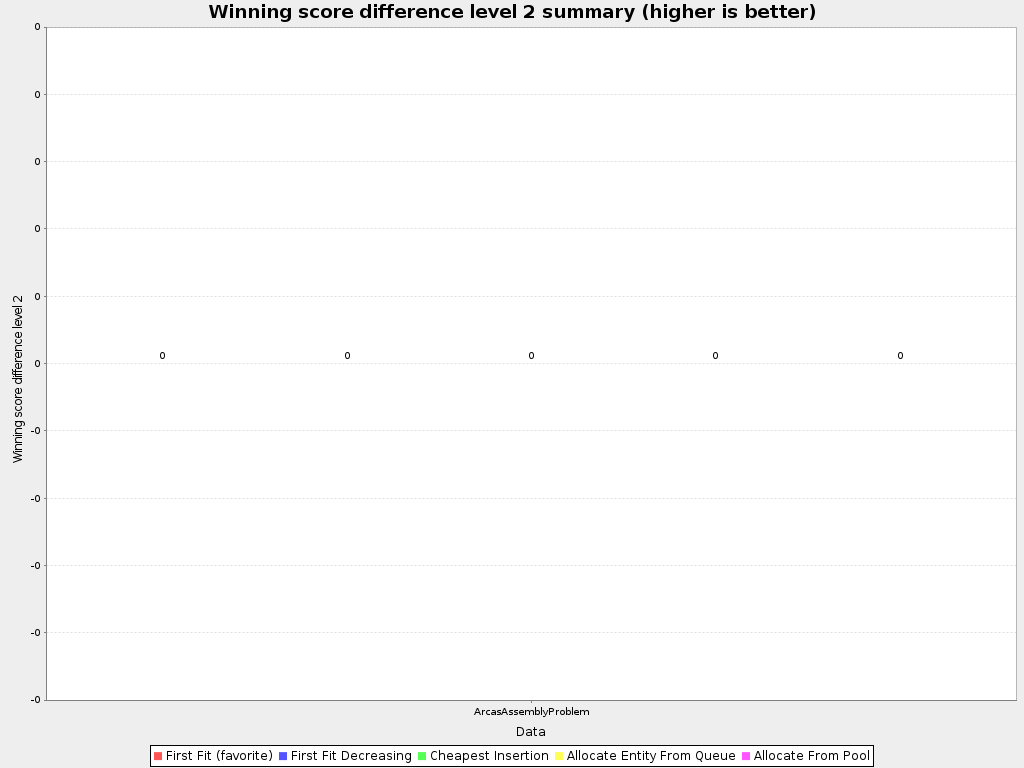 Winning score difference level 2 summary (higher is better)
0
0
0
0
0
0
-0
-0
-0
-0
-0
Winning score difference level 2
0 0 0 0 0
ArcasAssemblyProblem
Data
First Fit (favorite) First Fit Decreasing Cheapest Insertion Allocate Entity From Queue Allocate From Pool